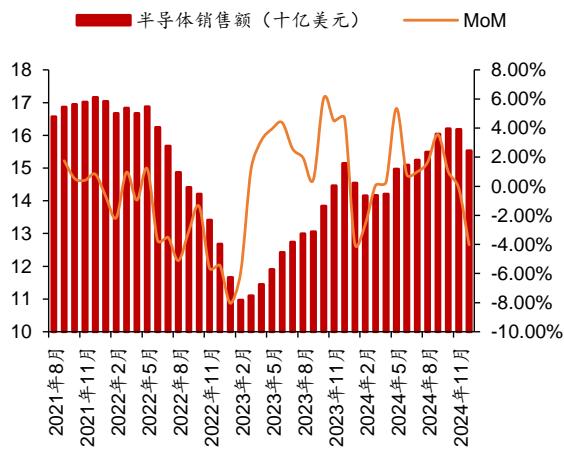 半导体销售额（十亿美元） MoM
18 8.00%
17 6.00%
16 4.00%
15 2.00%
14 0.00%
13 -2.00%
12 -4.00%
11 -6.00%
10 -8.00%
-10.00%
2021年8月
2021年11月
2022年2月
2022年5月
2022年8月
2022年11月
2023年2月
2023年5月
2023年8月
2023年11月
2024年2月
2024年5月
2024年8月
2024年11月